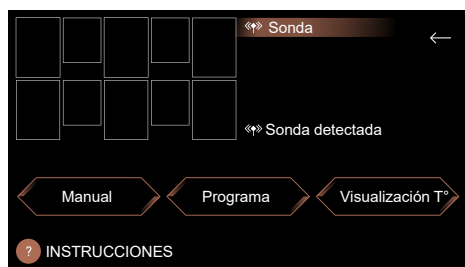 Sonda
Sonda detectada
Manual
Programa
Visualización T°
? INSTRUCCIONES